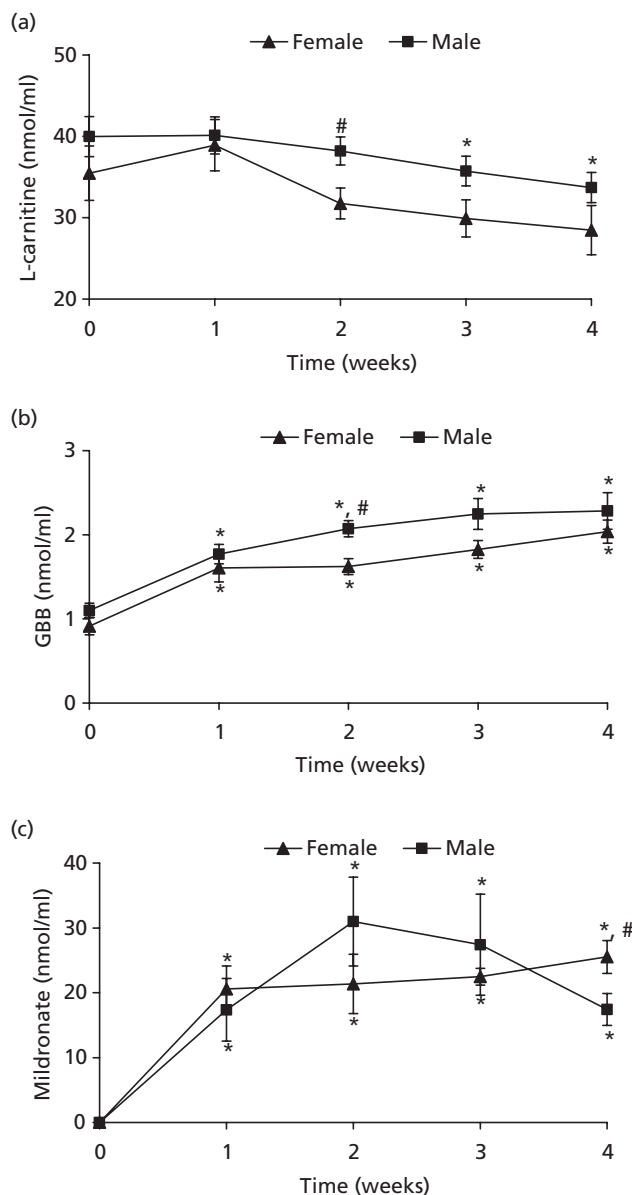 (a)
Female Male
L-carnitine (nmol/ml)
50
40
30
20
#
*
*
0 1 2 3 4
Time (weeks)
(b)
Female Male
GBB (nmol/ml)
3
2
1
0
*
*, #
*
*
*
*
*
*
0 1 2 3 4
Time (weeks)
(c)
Female Male
Mildronate (nmol/ml)
40
30
20
10
0
*
*
*
*, #
*
*
*
*
0 1 2 3 4
Time (weeks)